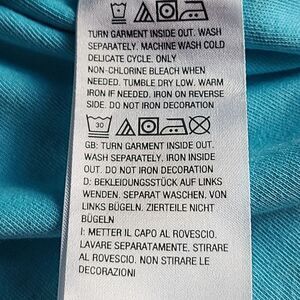 TURN GARMENT INSIDE OUT. WASH
SEPARATELY. MACHINE WASH COLD
DELICATE CYCLE. ONLY
NON-CHLORINE BLEACH WHEN
NEEDED. TUMBLE DRY LOW. WARM
IRON IF NEEDED. IRON ON REVERSE
SIDE. DO NOT IRON DECORATION
30
GB: TURN GARMENT INSIDE OUT.
WASH SEPARATELY. IRON INSIDE
OUT. DO NOT IRON DECORATION
D: BEKLEIDUNGSSTÜCK AUF LINKS
WENDEN. SEPARAT WASCHEN. VON
LINKS BÜGELN. ZIERTEILE NICHT
BÜGELN
I: METTER IL CAPO AL ROVESCIO.
LAVARE SEPARATAMENTE. STIRARE
AL ROVESCIO. NON STIRARE LE
DECORAZIONI